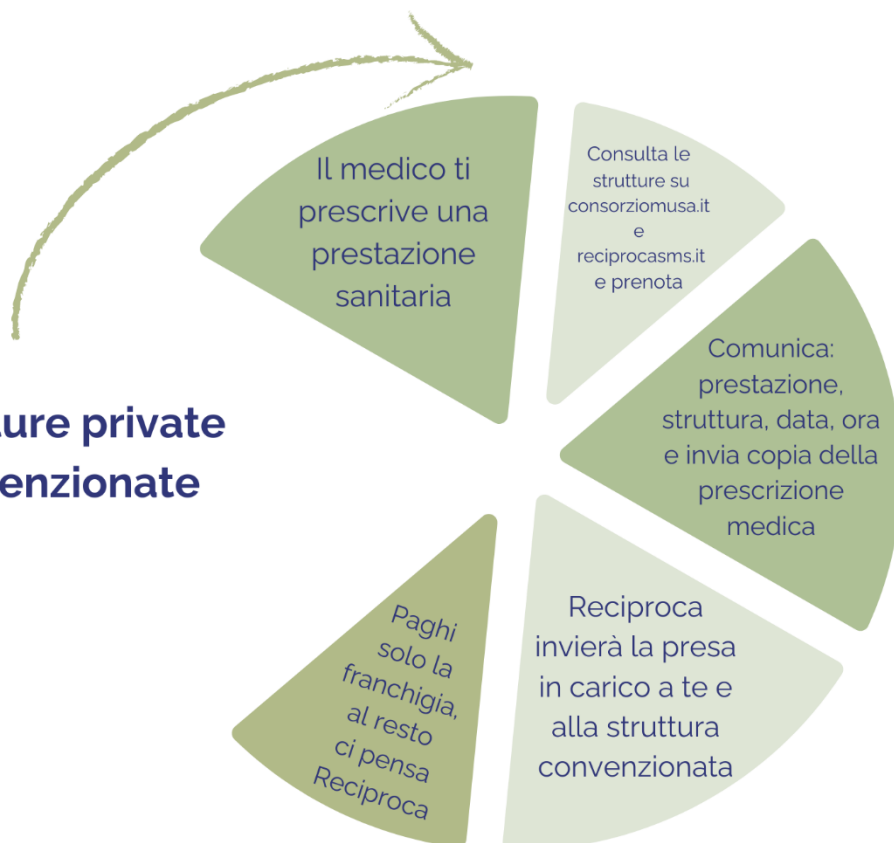 Il medico ti
prescrive una
prestazione
sanitaria
Consulta le
strutture su
consorziomusa.it
e
reciprocasms.it
e prenota
Comunica:
prestazione,
struttura, data, ora
e invia copia della
prescrizione
medica
Reciproca
invierà la presa
in carico a te e
alla struttura
convenzionata
Paghi
solo la
franchigia,
al resto
ci pensa
Reciproca
ure private
enzionate